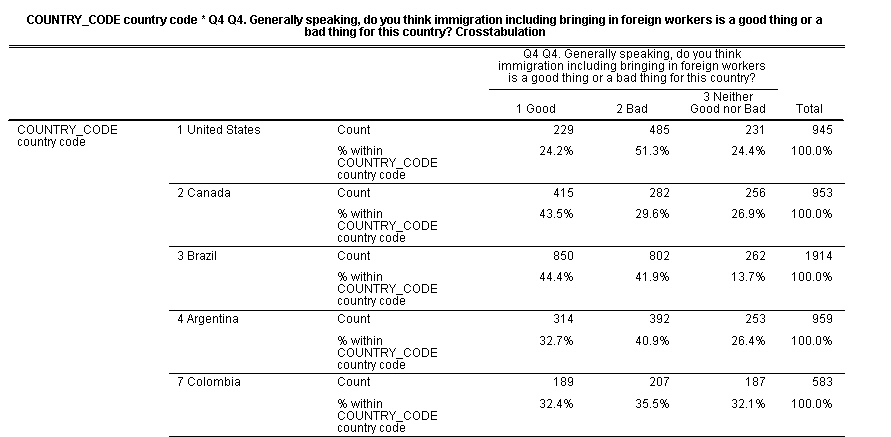 COUNTRY_CODE country code * Q4 Q4. Generally speaking, do you think immigration including bringing in foreign workers is a good thing or a
bad thing for this country? Crosstabulation
Q4 Q4. Generally speaking, do you think
immigration including bringing in foreign workers
is a good thing or a bad thing for this country?
1 Good 2 Bad 3 Neither Good nor Bad Total
COUNTRY_CODE country code 1 United States Count 229 485 231 945
% within COUNTRY_CODE country code 24.2% 51.3% 24.4% 100.0%
2 Canada Count 415 282 256 953
% within COUNTRY_CODE country code 43.5% 29.6% 26.9% 100.0%
3 Brazil Count 850 802 262 1914
% within COUNTRY_CODE country code 44.4% 41.9% 13.7% 100.0%
4 Argentina Count 314 392 253 959
% within COUNTRY_CODE country code 32.7% 40.9% 26.4% 100.0%
7 Colombia Count 189 207 187 583
% within COUNTRY_CODE country code 32.4% 35.5% 32.1% 100.0%